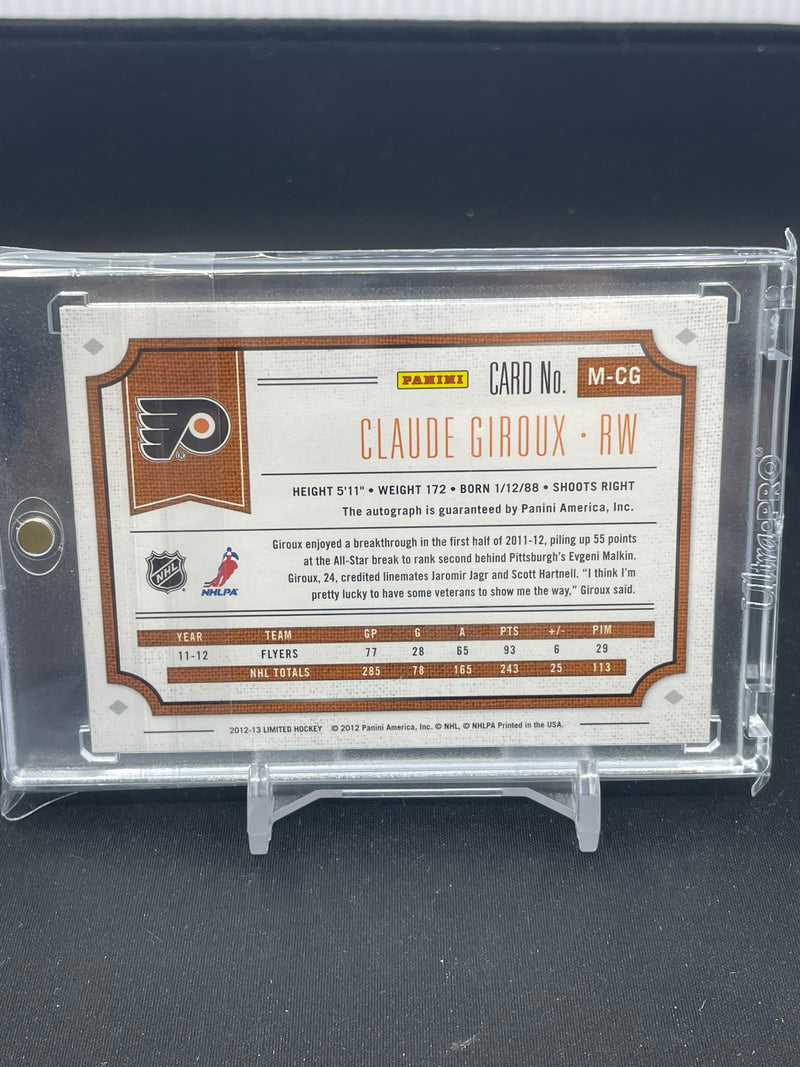 PANINI CARD No. M-CG
CLAUDE GIROUX • RW
HEIGHT 5'11" • WEIGHT 172 • BORN 1/12/88 • SHOOTS RIGHT
The autograph is guaranteed by Panini America, Inc.
Giroux enjoyed a breakthrough in the first half of 2011-12, piling up 55 points
at the All-Star break to rank second behind Pittsburgh's Evgeni Malkin.
Giroux, 24, credited linemates Jaromir Jagr and Scott Hartnell. "I think I'm
pretty lucky to have some veterans to show me the way," Giroux said.
NHL
NHLPA
YEAR TEAM GP G A PTS +/- PIM
11-12 FLYERS 77 28 65 93 6 29
NHL TOTALS 285 78 165 243 25 113
2012-13 LIMITED HOCKEY © 2012 Panini America, Inc. © NHL, © NHLPA Printed in the USA.
Ultra•PRO®